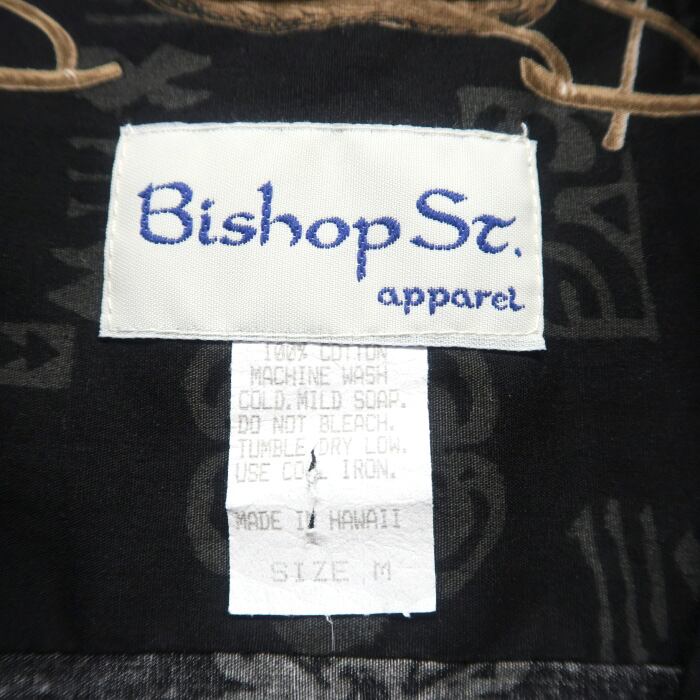 Bishop St.
apparel
100% COTTON
MACHINE WASH
COLD. MILD SOAP.
DO NOT BLEACH.
TUMBLE DRY LOW.
USE COOL IRON.
MADE IN HAWAII
SIZE M